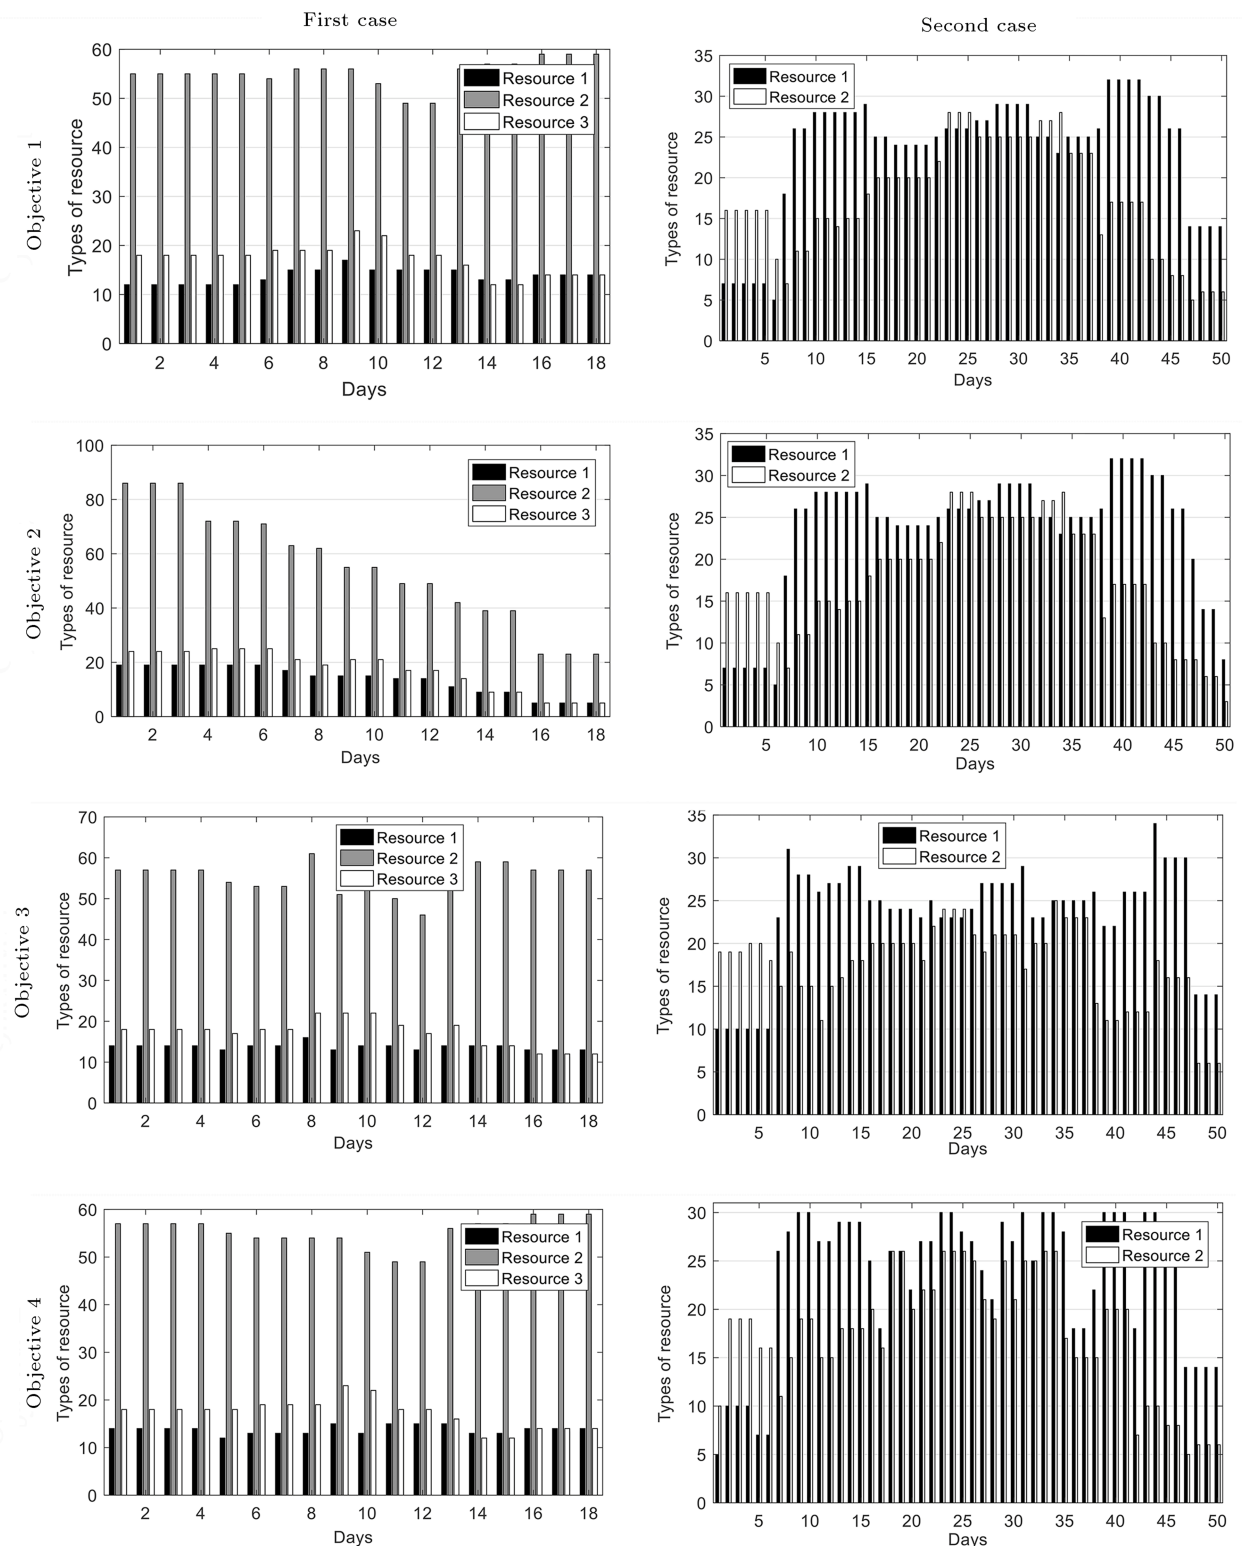 First case
Second case
Objective 1
Types of resource
60
50
40
30
20
10
0
Resource 1
Resource 2
Resource 3
2 4 6 8 10 12 14 16 18
Days
Types of resource
35
30
25
20
15
10
5
0
Resource 1
Resource 2
5 10 15 20 25 30 35 40 45 50
Days
Objective 2
Types of resource
100
80
60
40
20
0
Resource 1
Resource 2
Resource 3
2 4 6 8 10 12 14 16 18
Days
Types of resource
35
30
25
20
15
10
5
0
Resource 1
Resource 2
5 10 15 20 25 30 35 40 45 50
Days
Objective 3
Types of resource
70
60
50
40
30
20
10
0
Resource 1
Resource 2
Resource 3
2 4 6 8 10 12 14 16 18
Days
Types of resource
35
30
25
20
15
10
5
0
Resource 1
Resource 2
5 10 15 20 25 30 35 40 45 50
Days
Objective 4
Types of resource
60
50
40
30
20
10
0
Resource 1
Resource 2
Resource 3
2 4 6 8 10 12 14 16 18
Days
Types of resource
30
25
20
15
10
5
0
Resource 1
Resource 2
5 10 15 20 25 30 35 40 45 50
Days